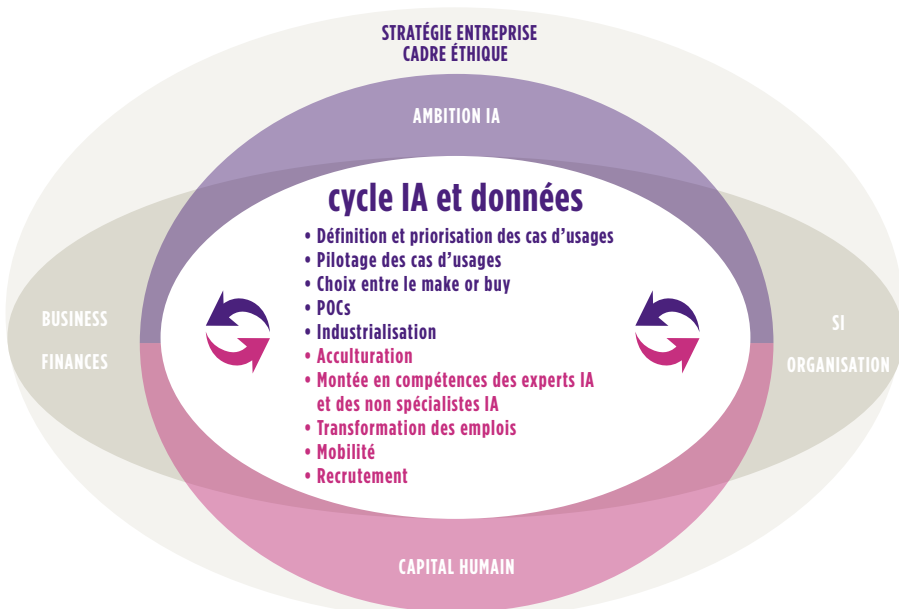 STRATÉGIE ENTREPRISE
CADRE ÉTHIQUE
AMBITION IA
cycle IA et données
• Définition et priorisation des cas d'usages
• Pilotage des cas d'usages
• Choix entre le make or buy
• POCs
• Industrialisation
• Acculturation
• Montée en compétences des experts IA
et des non spécialistes IA
• Transformation des emplois
• Mobilité
• Recrutement
BUSINESS
FINANCES
SI
ORGANISATION
CAPITAL HUMAIN